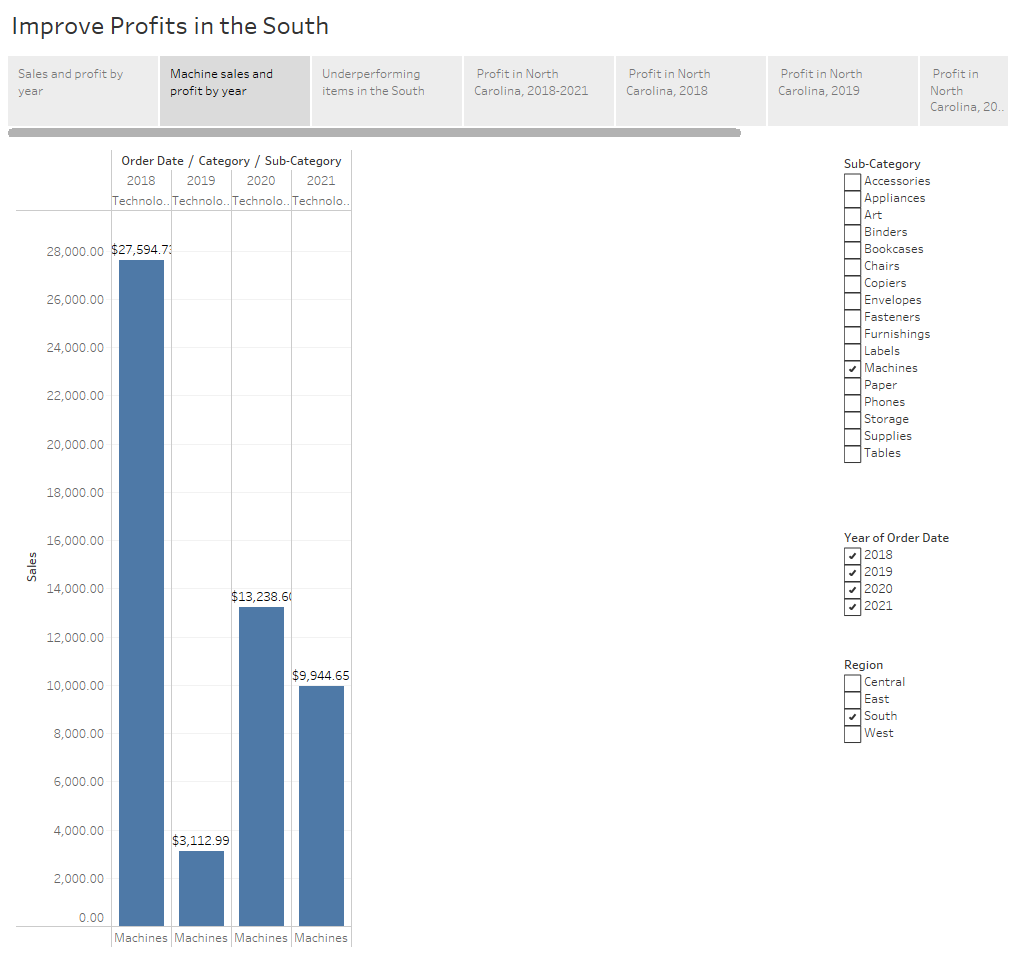 Improve Profits in the South
Sales and profit by
year
Machine sales and
profit by year
Underperforming
items in the South
Profit in North
Carolina, 2018-2021
Profit in North
Carolina, 2018
Profit in North
Carolina, 2019
Profit in
North
Carolina, 20..
Order Date / Category / Sub-Category
2018 2019 2020 2021
Technolo.. Technolo.. Technolo.. Technolo..
Sales
28,000.00
26,000.00
24,000.00
22,000.00
20,000.00
18,000.00
16,000.00
14,000.00
12,000.00
10,000.00
8,000.00
6,000.00
4,000.00
2,000.00
0.00
$27,594.73
$3,112.99
$13,238.60
$9,944.65
Machines Machines Machines Machines
Sub-Category
Accessories
Appliances
Art
Binders
Bookcases
Chairs
Copiers
Envelopes
Fasteners
Furnishings
Labels
Machines
Paper
Phones
Storage
Supplies
Tables
Year of Order Date
2018
2019
2020
2021
Region
Central
East
South
West